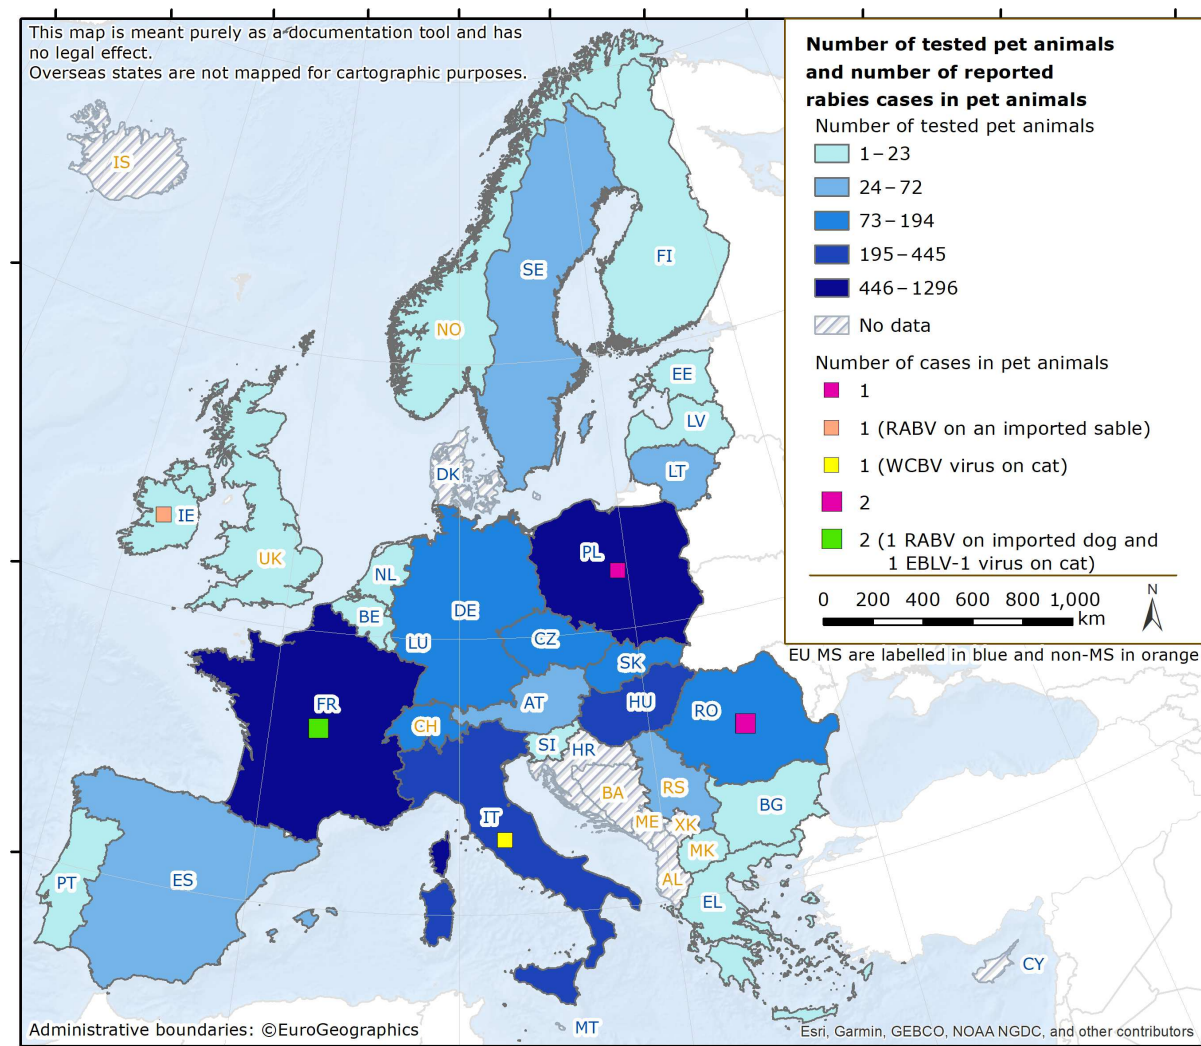 This map is meant purely as a documentation tool and has
no legal effect.
Overseas states are not mapped for cartographic purposes.
Number of tested pet animals
and number of reported
rabies cases in pet animals
Number of tested pet animals
1–23
24–72
73–194
195–445
446–1296
No data
Number of cases in pet animals
1
1 (RABV on an imported sable)
1 (WCBV virus on cat)
2
2 (1 RABV on imported dog and
1 EBLV-1 virus on cat)
N
0 200 400 600 800 1,000
km
EU MS are labelled in blue and non-MS in orange
IS
SE
FI
NO
EE
LV
LT
DK
IE
UK
PL
NL
BE
DE
LU
CZ
SK
FR
CH
AT
HU
RO
SI
HR
BA
RS
IT
ME
XK
BG
MK
AL
EL
PT
ES
CY
MT
Administrative boundaries: ©EuroGeographics
Esri, Garmin, GEBCO, NOAA NGDC, and other contributors